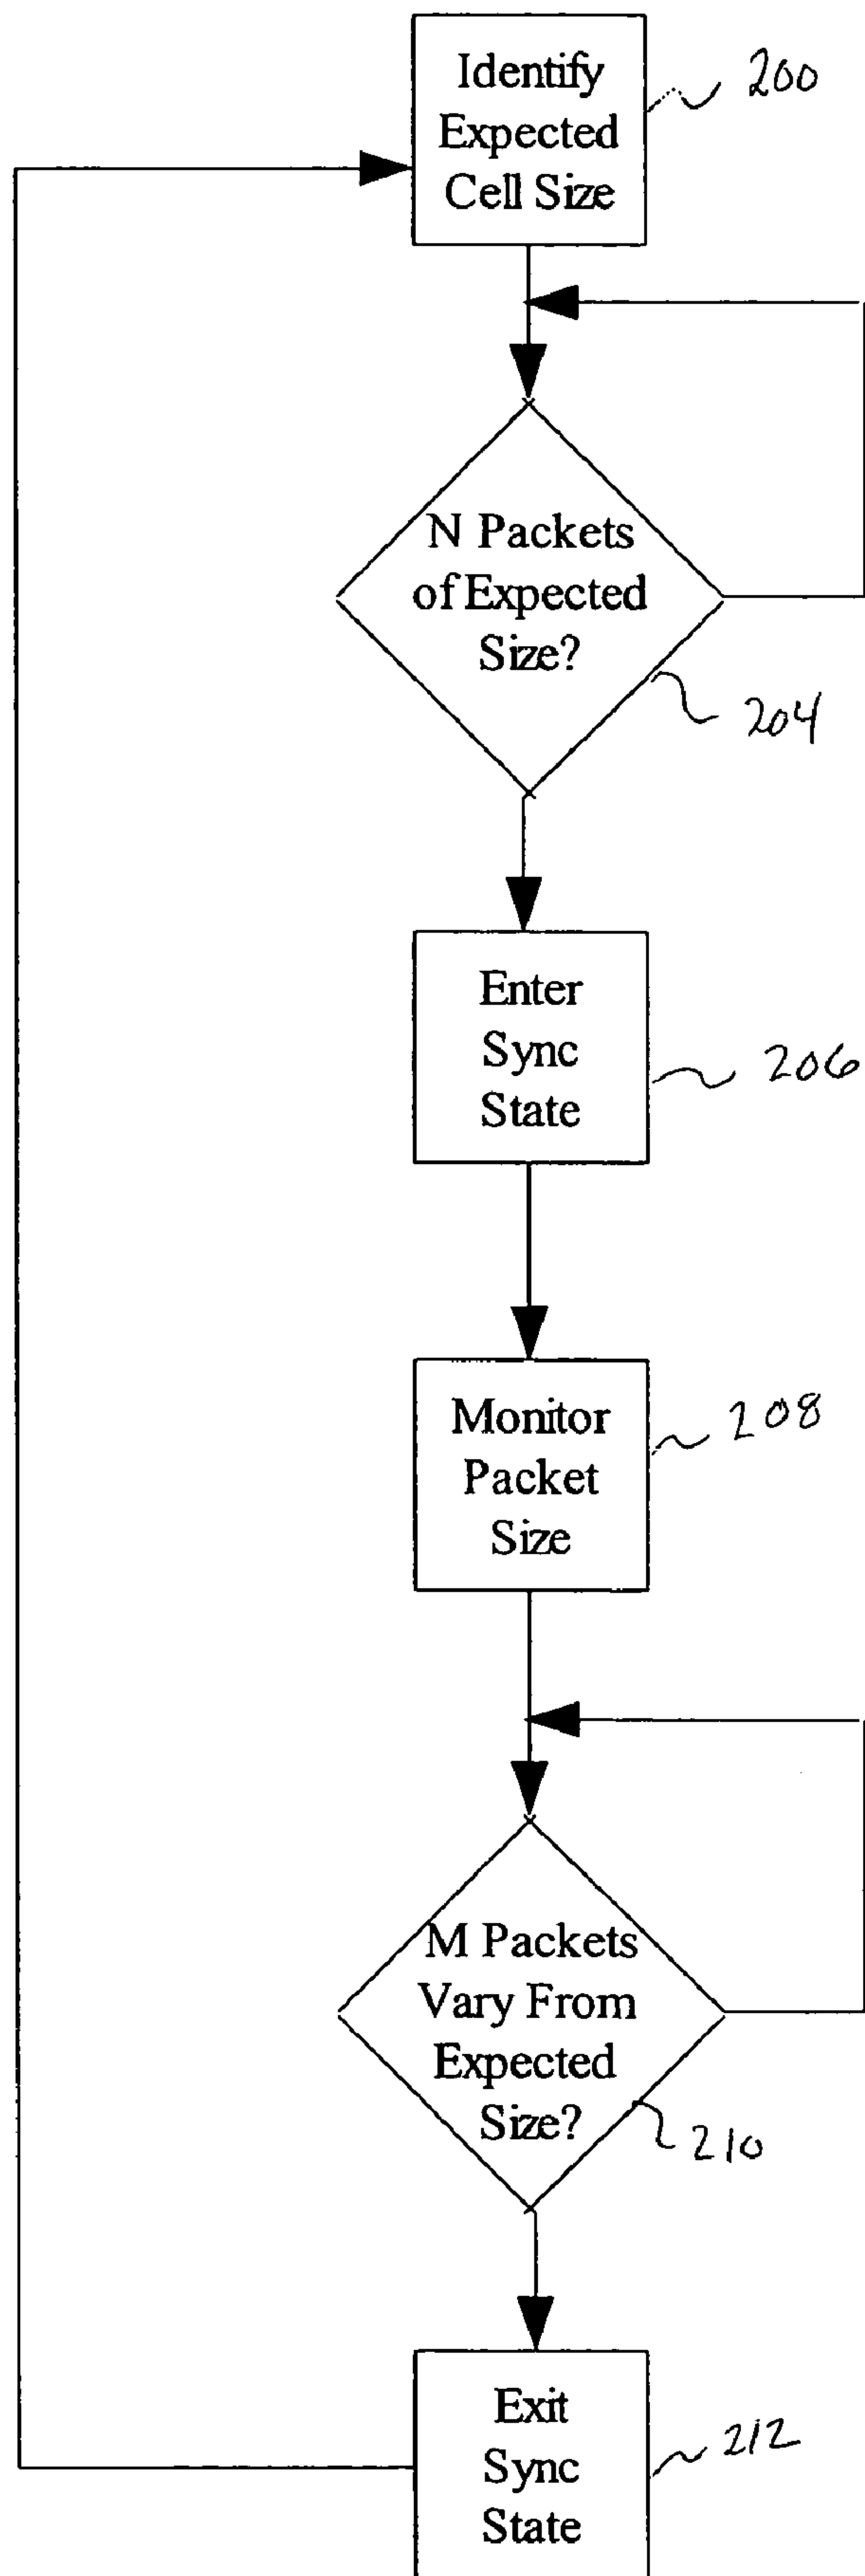 Identify
Expected
Cell Size
200
N Packets
of Expected
Size?
204
Enter
Sync
State
206
Monitor
Packet
Size
208
M Packets
Vary From
Expected
Size?
210
Exit
Sync
State
212